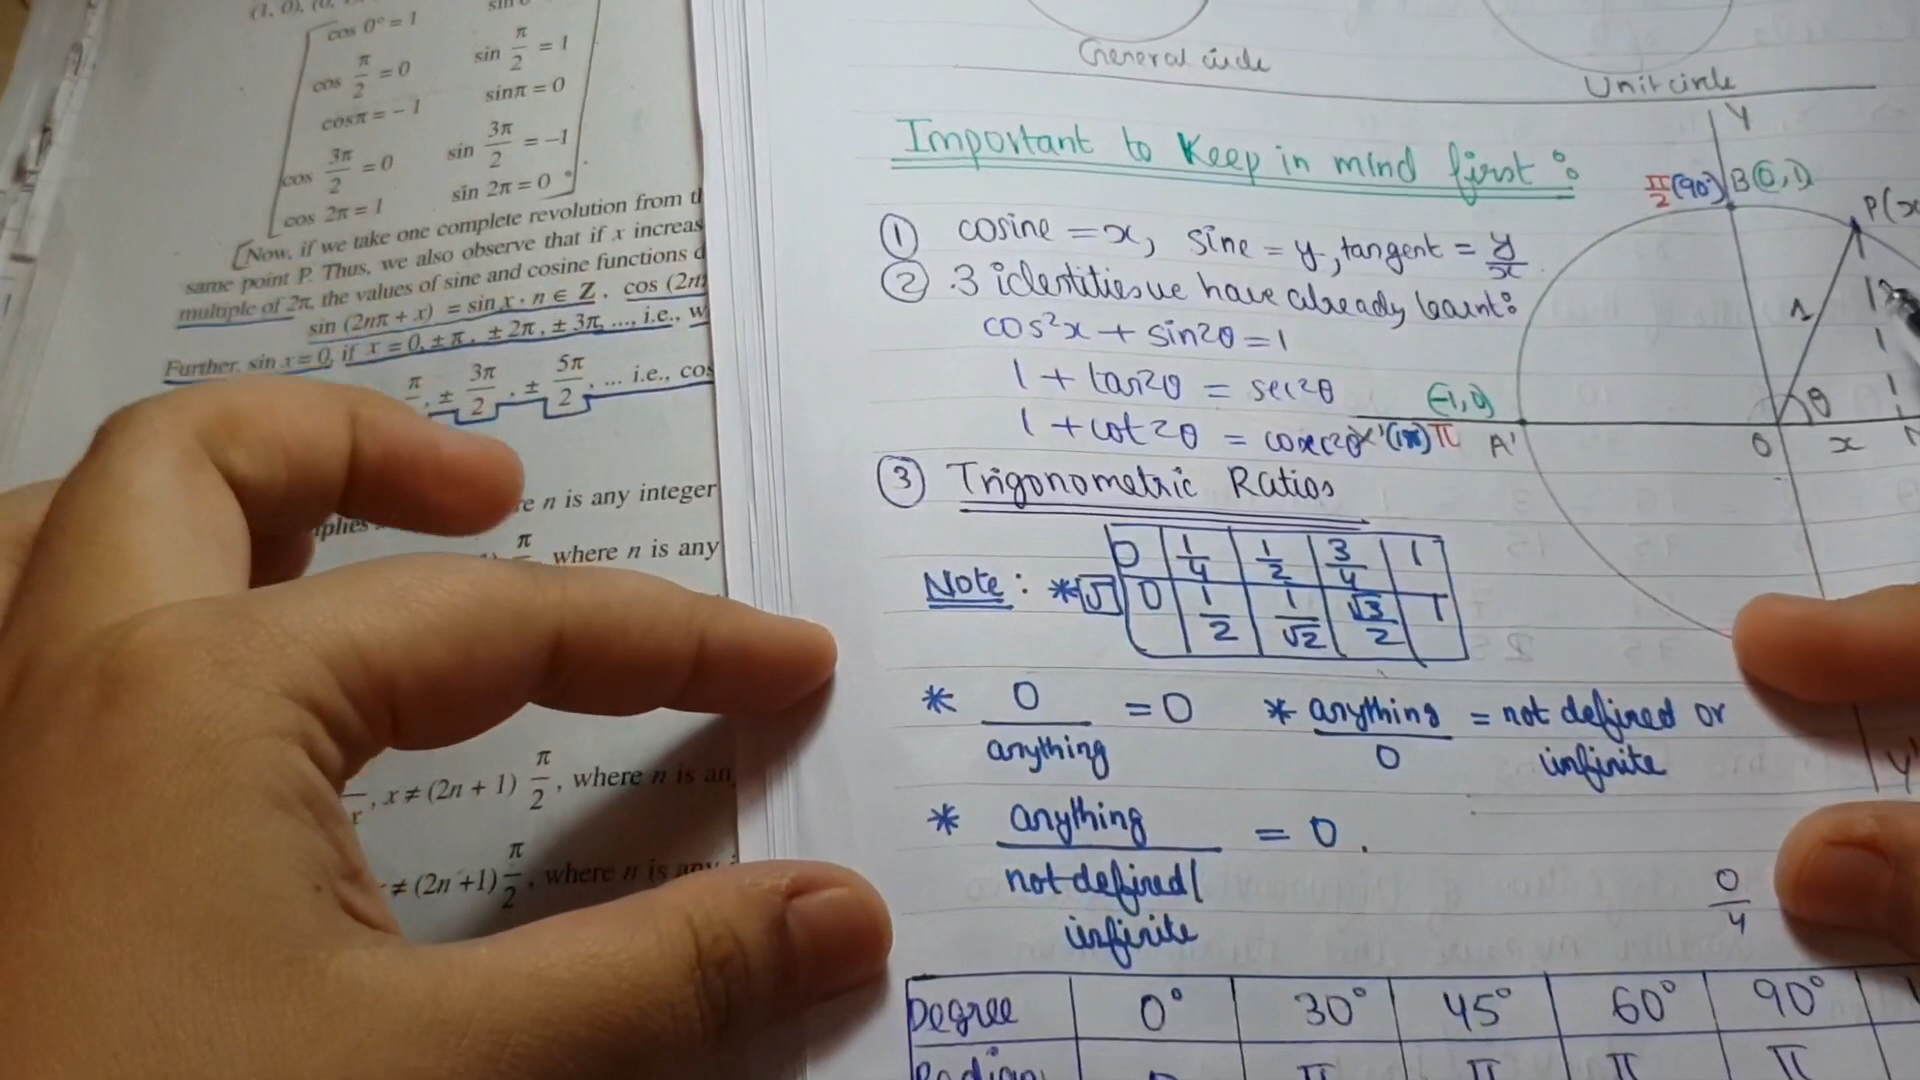 cos 0° = 1
cos π/2 = 0
sin π/2 = 1
cosπ = – 1
sinπ = 0
cos 3π/2 = 0
sin 3π/2 = –1
cos 2π = 1
sin 2π = 0
Now, if we take one complete revolution from
same point P. Thus, we also observe that if x increas
multiple of 2π, the values of sine and cosine functions
sin (2nπ + x) = sin x · n ∈ Z , cos (2n
Further, sin x = 0, if x = 0, ± π, ± 2π, ± 3π, ..., i.e., w
π, ± 3π/2, ± 5π/2, ... i.e., cos
n is any integer
π, where n is any
, x ≠ (2n + 1) π/2, where n is an
≠ (2n +1) π/2, where n is any
General circle
Unit circle
Important to Keep in mind first :
① cosine = x, sine = y, tangent = y/x
② 3 identities we have already learnt:
cos²x + sin2θ = 1
1 + tan2θ = sec2θ
1 + cot2θ =
③ Trigonometric Ratios
Note : * √
0 1/4 1/2 3/4 1
0 1/2 1/√2 √3/2 1
* 0/anything = 0 * anything/0 = not defined or infinite
* anything/not defined/infinite = 0.
0/4
Degree 0° 30° 45° 60° 90°
π π π π
Y
π/2 (90°) B(0,1)
P(x
1
(-1,0)
π A'
θ
O x
Y'